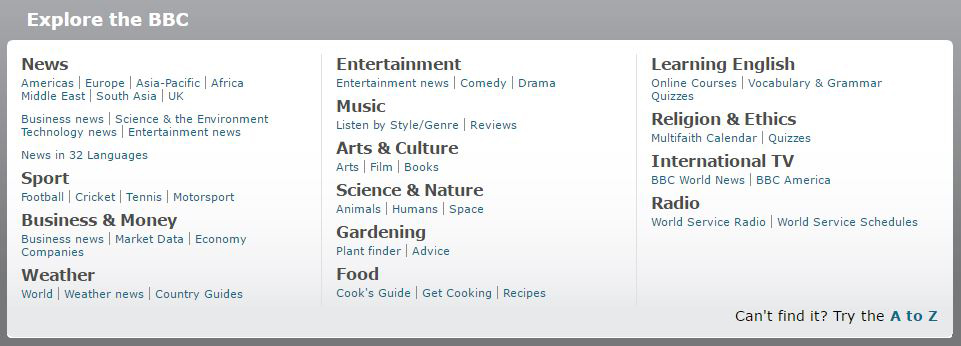 Explore the BBC
News
Americas | Europe | Asia-Pacific | Africa
Middle East | South Asia | UK
Business news | Science & the Environment
Technology news | Entertainment news
News in 32 Languages
Sport
Football | Cricket | Tennis | Motorsport
Business & Money
Business news | Market Data | Economy
Companies
Weather
World | Weather news | Country Guides
Entertainment
Entertainment news | Comedy | Drama
Music
Listen by Style/Genre | Reviews
Arts & Culture
Arts | Film | Books
Science & Nature
Animals | Humans | Space
Gardening
Plant finder | Advice
Food
Cook's Guide | Get Cooking | Recipes
Learning English
Online Courses | Vocabulary & Grammar
Quizzes
Religion & Ethics
Multifaith Calendar | Quizzes
International TV
BBC World News | BBC America
Radio
World Service Radio | World Service Schedules
Can't find it? Try the A to Z